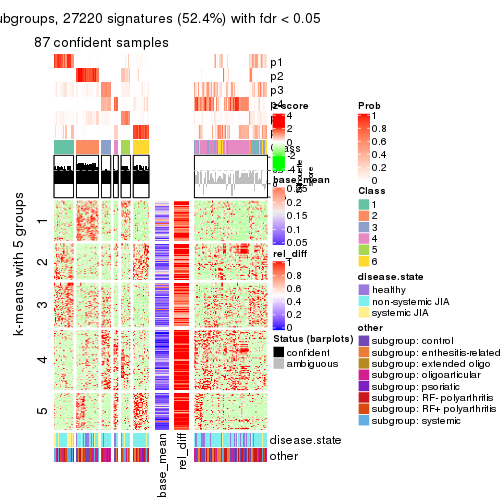 subgroups, 27220 signatures (52.4%) with fdr < 0.05
87 confident samples
p1
p2
p3
p4
z-score
4
2
0
-2
-4
Class
Silhouette
score
base_mean
0.2
0.15
0.1
0.05
rel_diff
1
0.8
0.6
0.4
0.2
0
Status (barplots)
confident
ambiguous
Prob
1
0.8
0.6
0.4
0.2
0
Class
1
2
3
4
5
6
disease.state
healthy
non-systemic JIA
systemic JIA
other
subgroup: control
subgroup: enthesitis-related
subgroup: extended oligo
subgroup: oligoarticular
subgroup: psoriatic
subgroup: RF- polyarthritis
subgroup: RF+ polyarthritis
subgroup: systemic
k-means with 5 groups
1
2
3
4
5
disease.state
other
base_mean
rel_diff